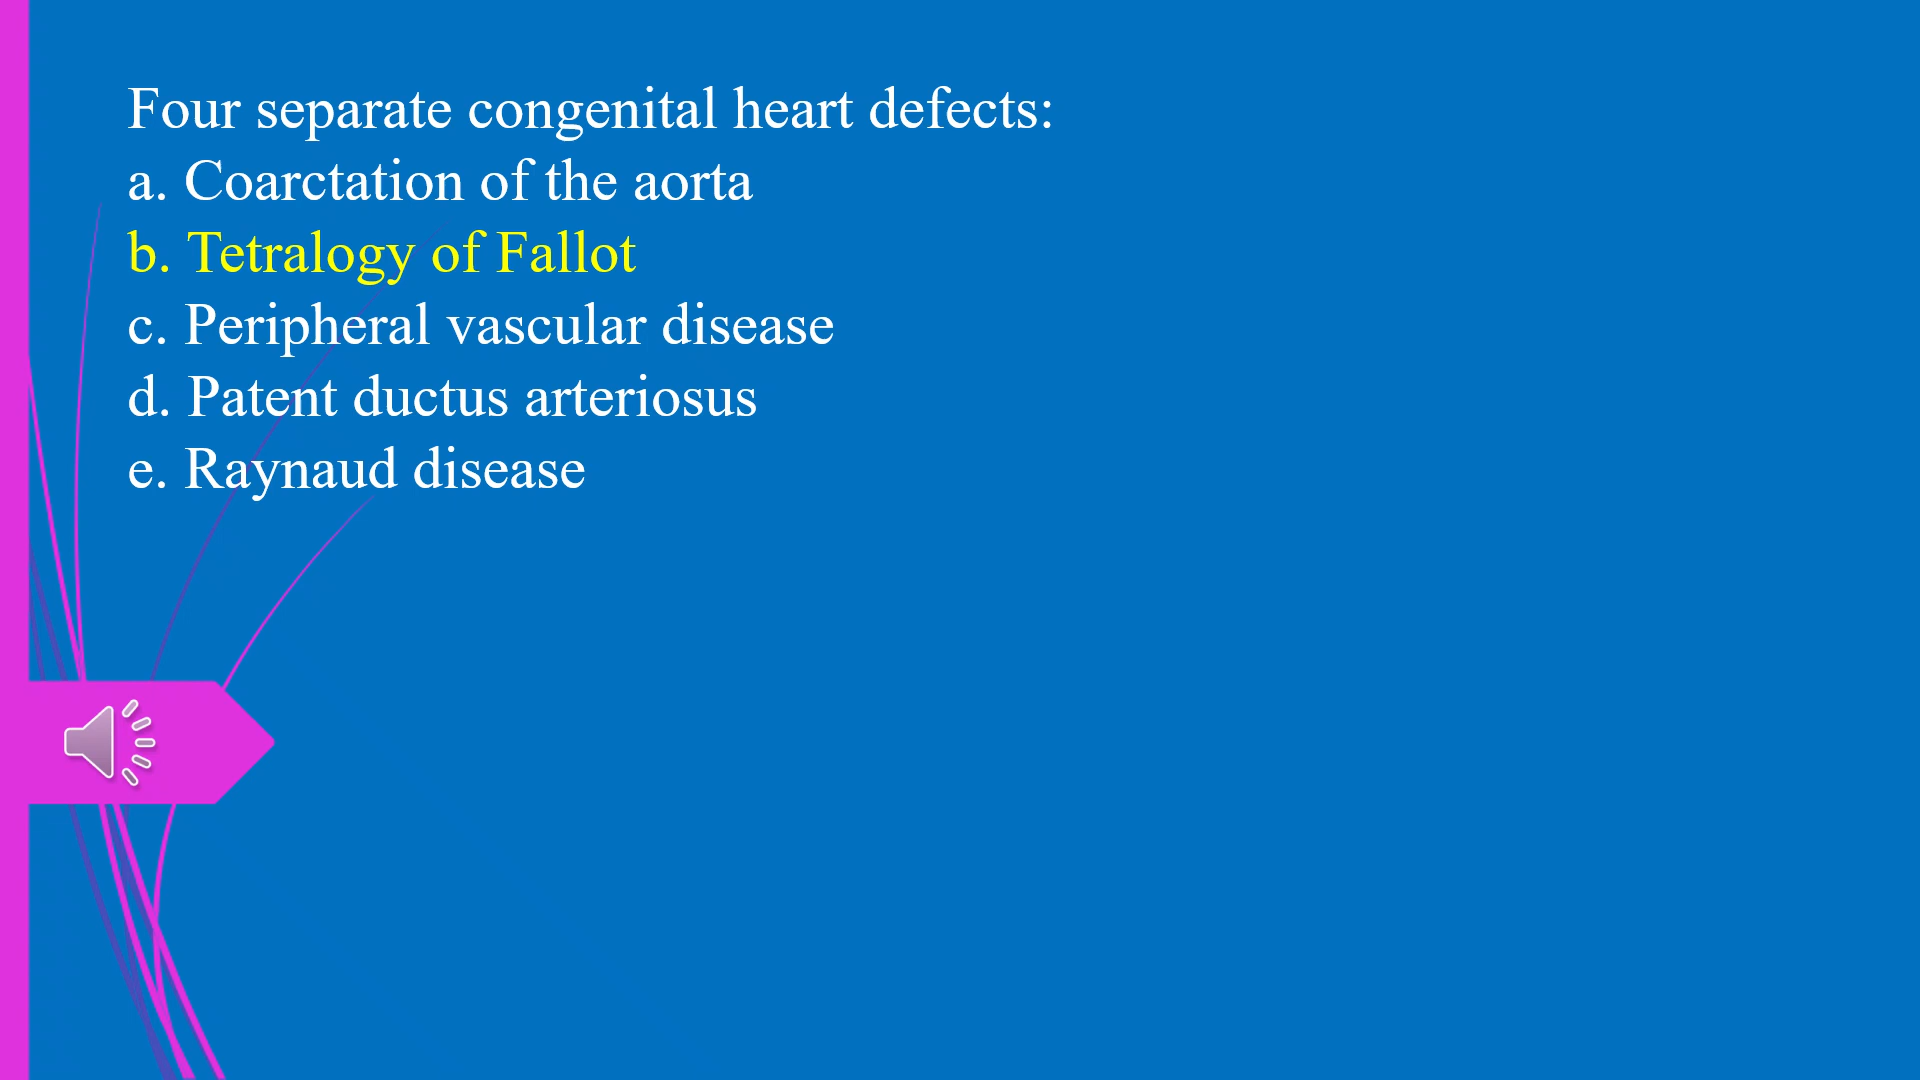 Four separate congenital heart defects:
a. Coarctation of the aorta
b. Tetralogy of Fallot
c. Peripheral vascular disease
d. Patent ductus arteriosus
e. Raynaud disease